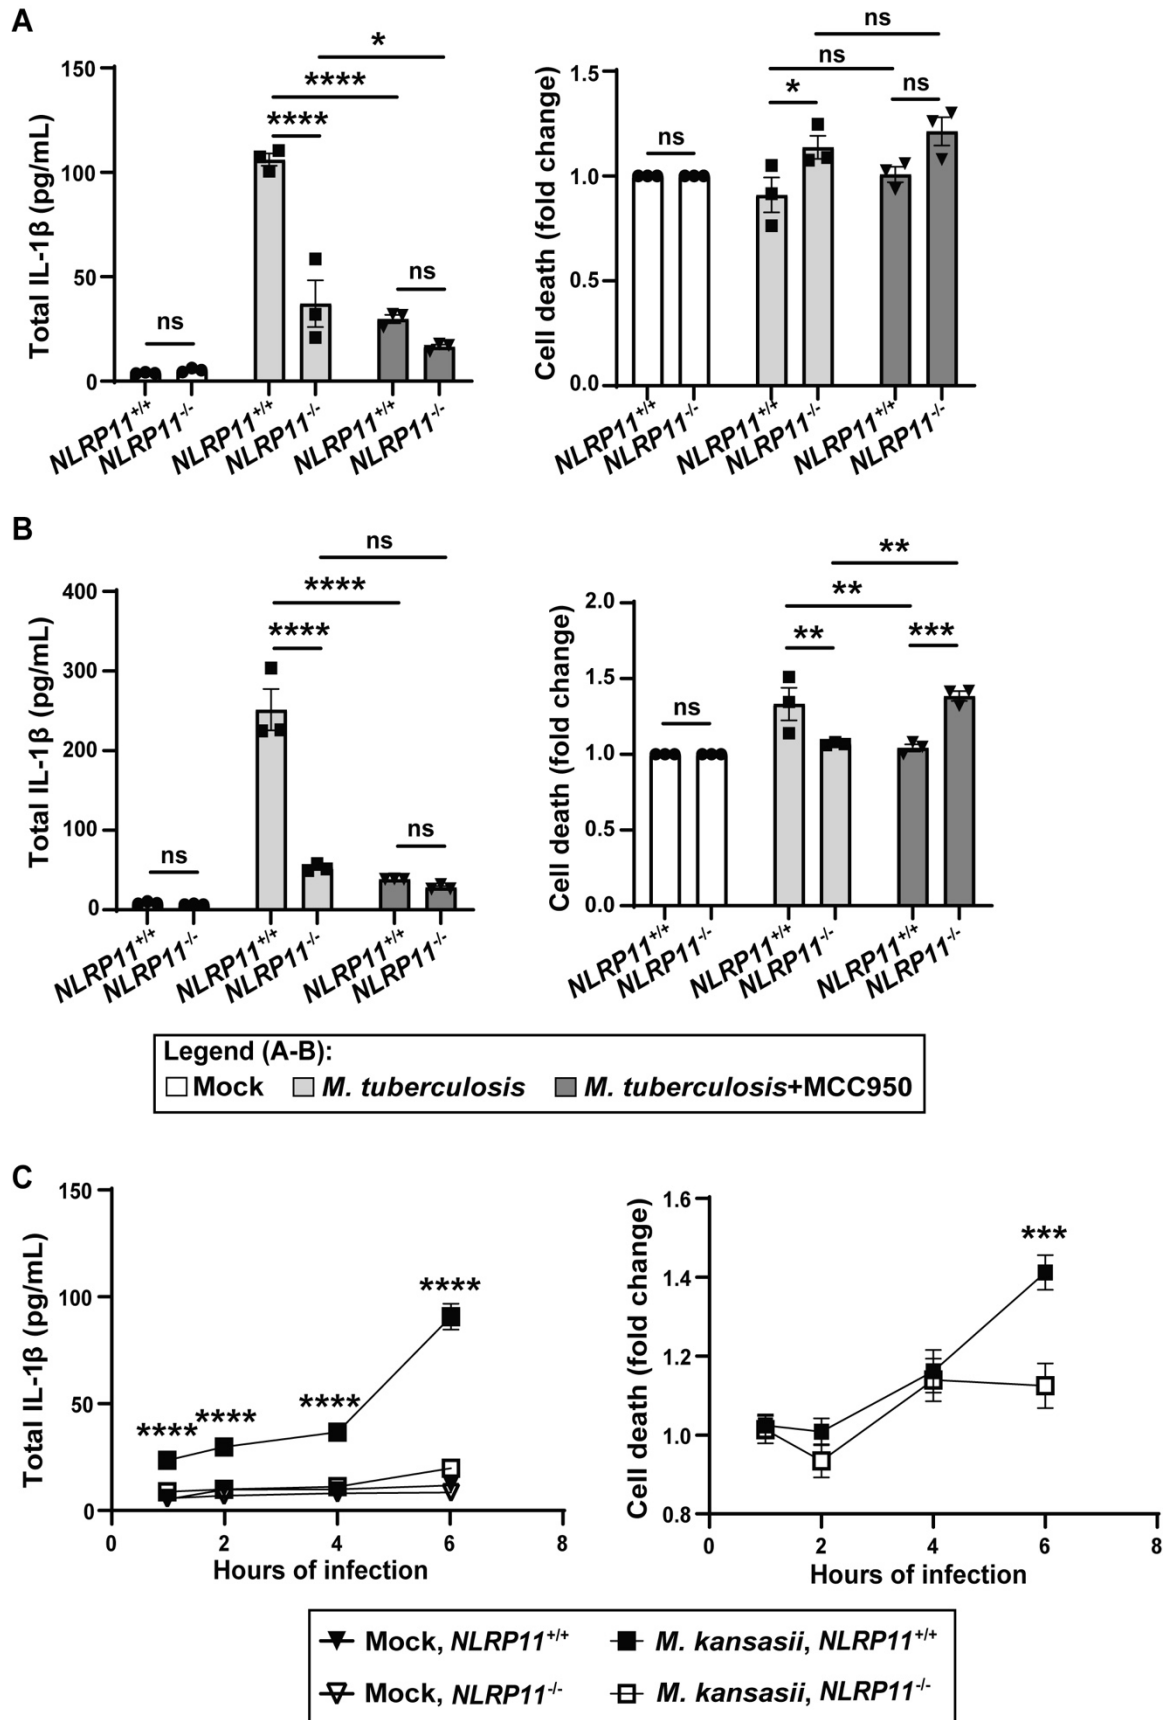 A
Total IL-1β (pg/mL)
150
100
50
0
ns
****
****
*
ns
NLRP11+/+
NLRP11-/-
NLRP11+/+
NLRP11-/-
NLRP11+/+
NLRP11-/-
Cell death (fold change)
1.5
1.0
0.5
0.0
ns
*
ns
ns
ns
NLRP11+/+
NLRP11-/-
NLRP11+/+
NLRP11-/-
NLRP11+/+
NLRP11-/-
B
Total IL-1β (pg/mL)
400
300
200
100
0
ns
****
****
ns
ns
NLRP11+/+
NLRP11-/-
NLRP11+/+
NLRP11-/-
NLRP11+/+
NLRP11-/-
Cell death (fold change)
2.0
1.5
1.0
0.5
0.0
ns
**
**
**
***
NLRP11+/+
NLRP11-/-
NLRP11+/+
NLRP11-/-
NLRP11+/+
NLRP11-/-
Legend (A-B):
Mock M. tuberculosis M. tuberculosis+MCC950
C
Total IL-1β (pg/mL)
150
100
50
0
****
****
****
****
0 2 4 6 8
Hours of infection
Cell death (fold change)
1.6
1.4
1.2
1.0
0.8
***
0 2 4 6 8
Hours of infection
Mock, NLRP11+/+ M. kansasii, NLRP11+/+
Mock, NLRP11-/- M. kansasii, NLRP11-/-